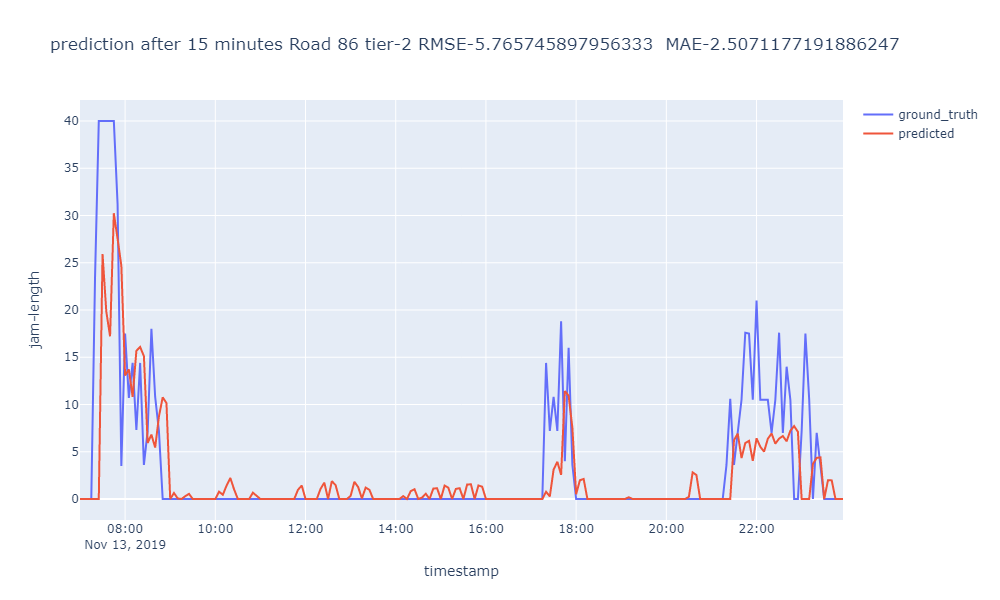 prediction after 15 minutes Road 86 tier-2 RMSE-5.765745897956333  MAE-2.5071177191886247
ground_truth
predicted
40
35
30
25
20
15
10
5
0
jam-length
08:00 10:00 12:00 14:00 16:00 18:00 20:00 22:00
Nov 13, 2019
timestamp